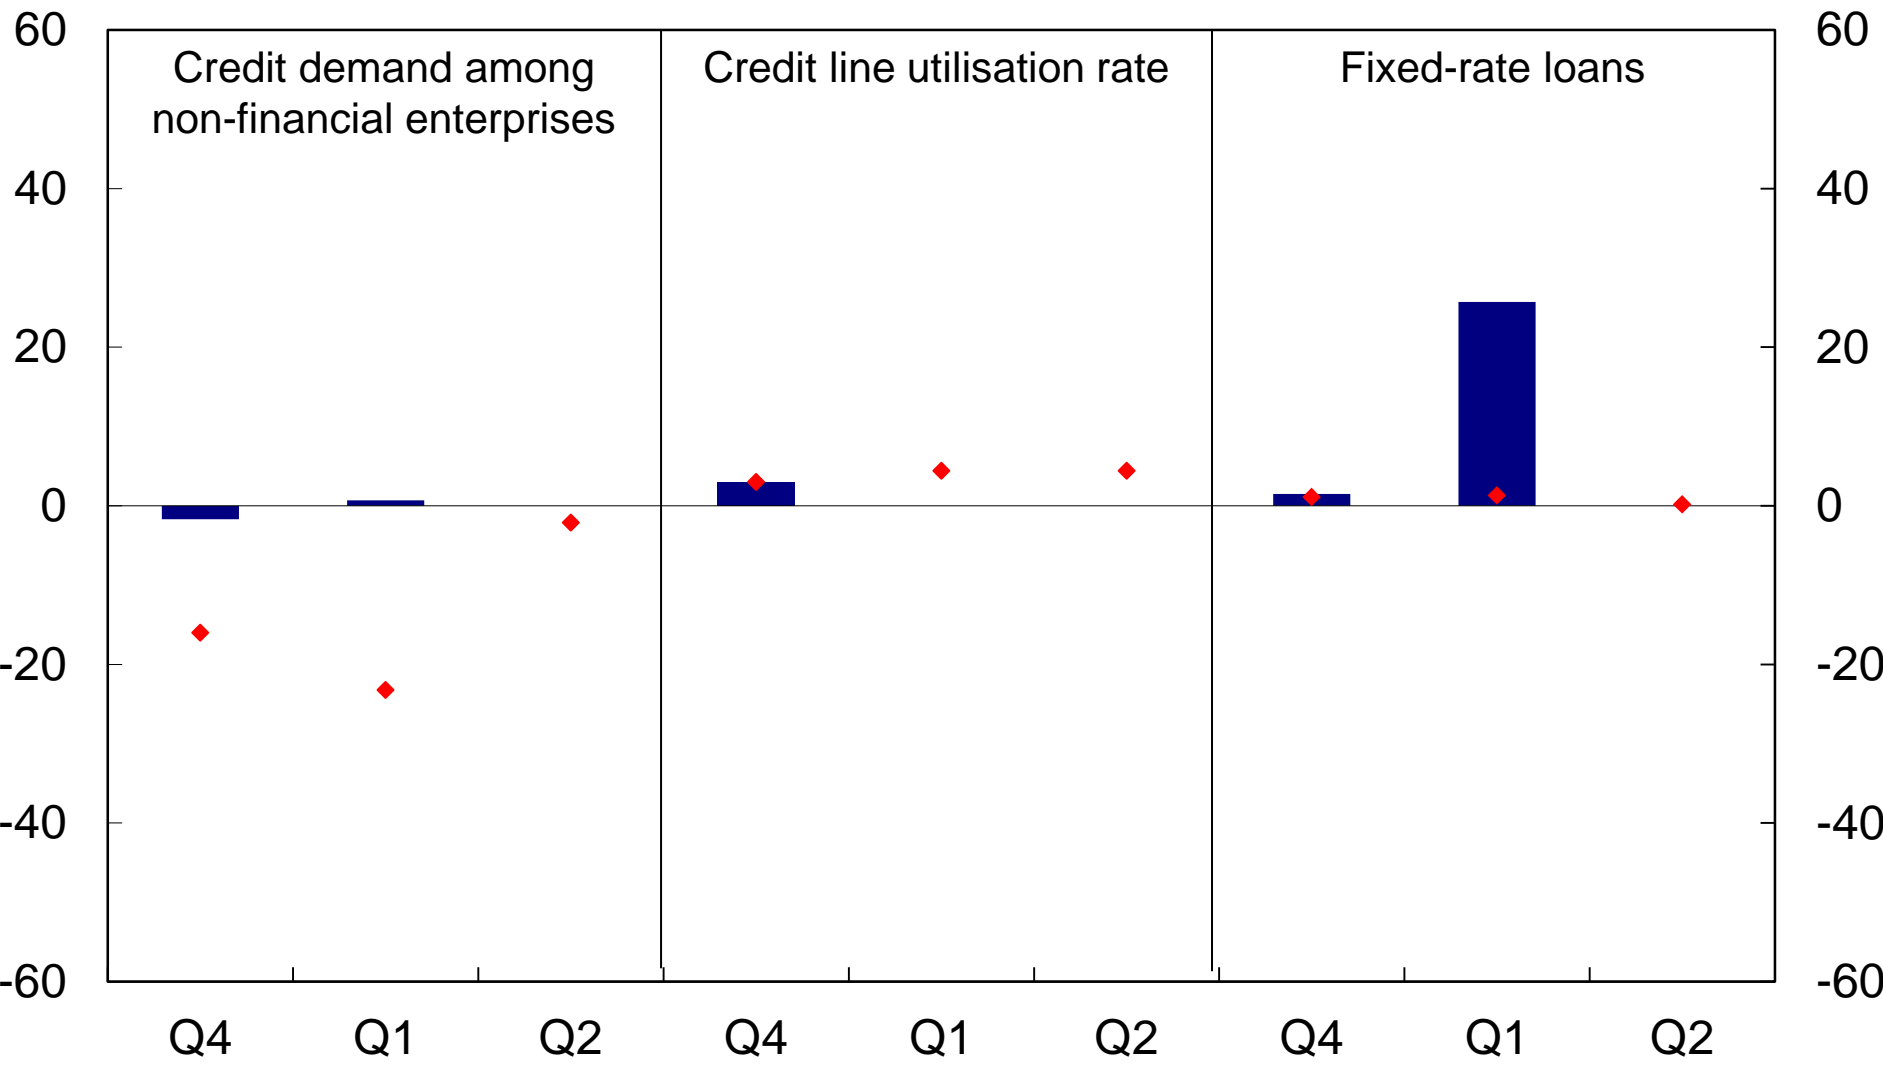 60
40
20
0
-20
-40
-60
Credit demand among
non-financial enterprises
Credit line utilisation rate
Fixed-rate loans
60
40
20
0
-20
-40
-60
Q4 Q1 Q2 Q4 Q1 Q2 Q4 Q1 Q2